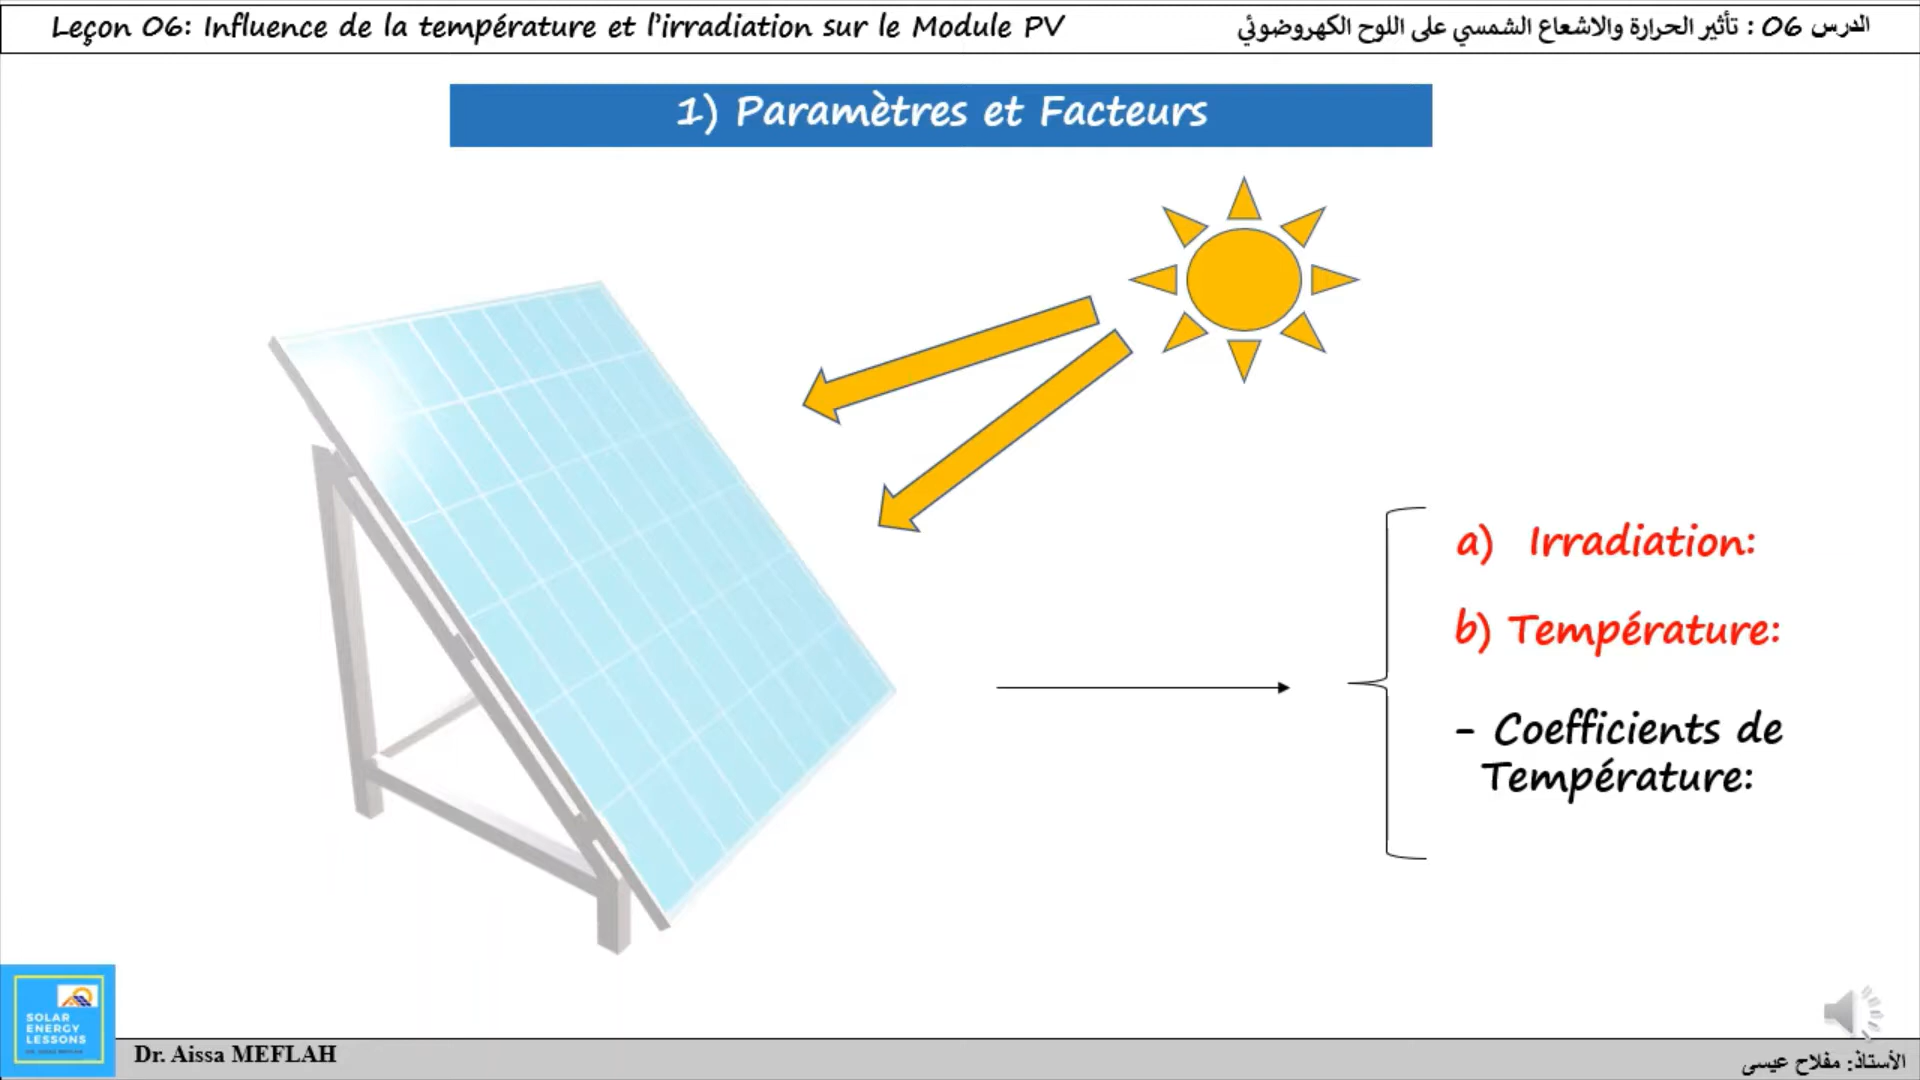 Leçon 06: Influence de la température et l'irradiation sur le Module PV
الدرس 06 : تأثير الحرارة والاشعاع الشمسي على اللوح الكهروضوئي
1) Paramètres et Facteurs
a) Irradiation:
b) Température:
- Coefficients de
Température:
SOLAR
ENERGY
LESSONS
Dr. Aissa MEFLAH
الأستاذ: مفلاح عيسى